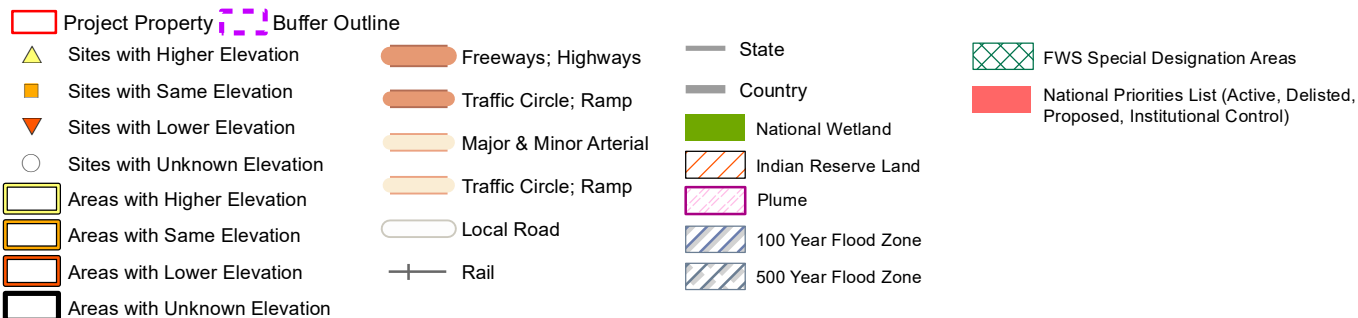 Project Property Buffer Outline
Sites with Higher Elevation
Sites with Same Elevation
Sites with Lower Elevation
Sites with Unknown Elevation
Areas with Higher Elevation
Areas with Same Elevation
Areas with Lower Elevation
Areas with Unknown Elevation
Freeways; Highways
Traffic Circle; Ramp
Major & Minor Arterial
Traffic Circle; Ramp
Local Road
Rail
State
Country
National Wetland
Indian Reserve Land
Plume
100 Year Flood Zone
500 Year Flood Zone
FWS Special Designation Areas
National Priorities List (Active, Delisted,
Proposed, Institutional Control)